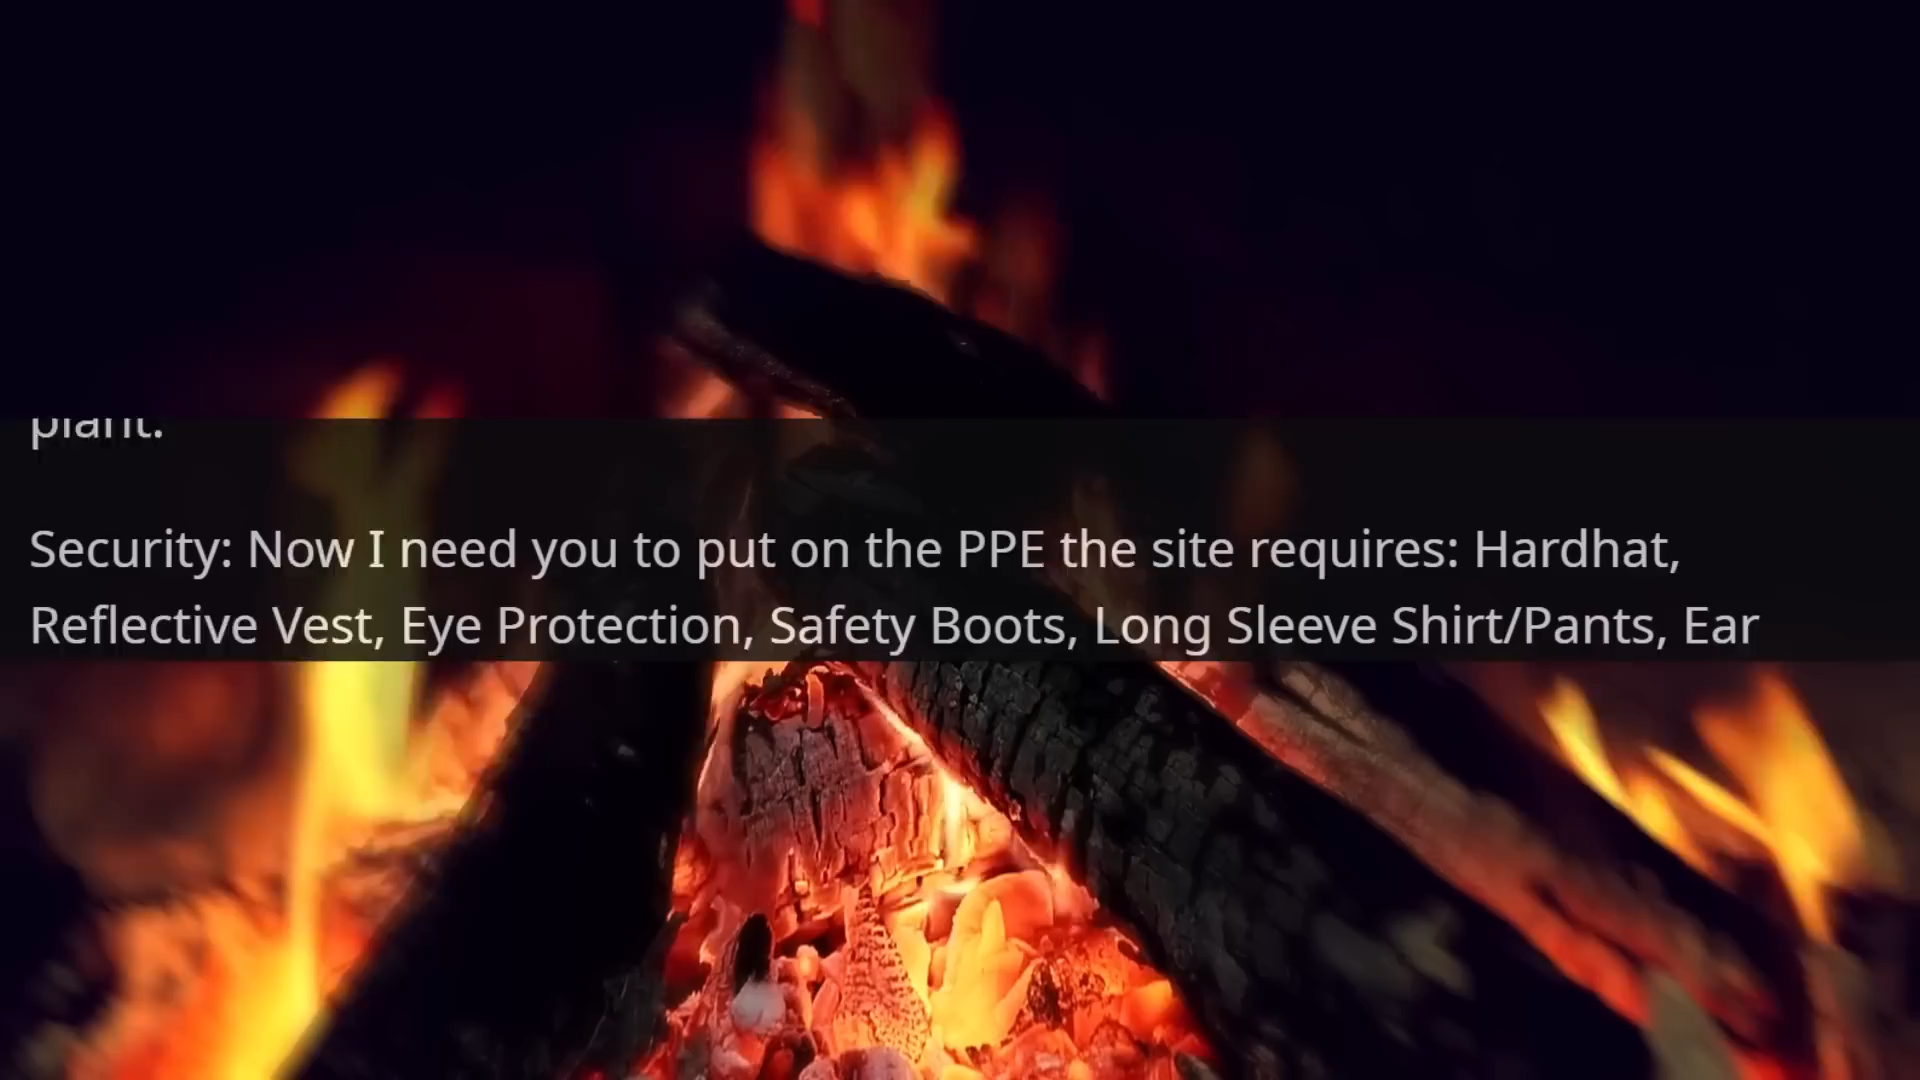 plant.
Security: Now I need you to put on the PPE the site requires: Hardhat,
Reflective Vest, Eye Protection, Safety Boots, Long Sleeve Shirt/Pants, Ear